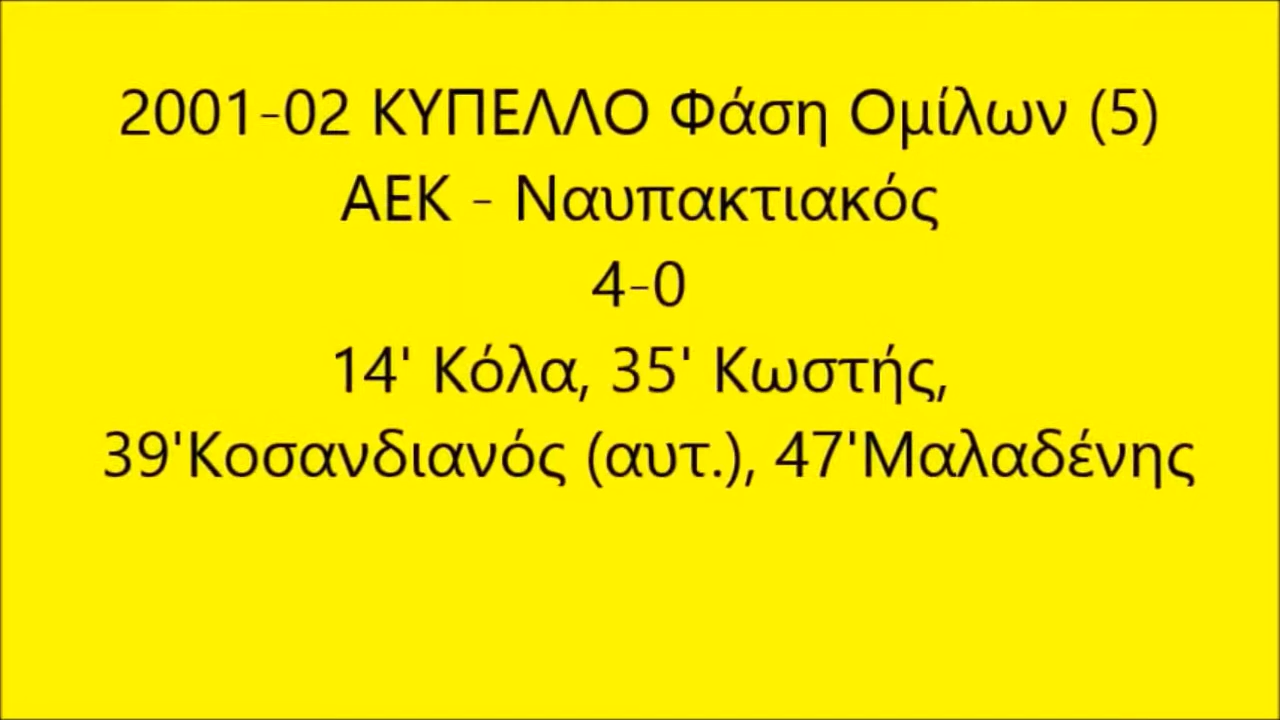 2001-02 ΚΥΠΕΛΛΟ Φάση Ομίλων (5)
ΑΕΚ - Ναυπακτιακός
4-0
14' Κόλα, 35' Κωστής,
39'Κοσανδιανός (αυτ.), 47'Μαλαδένης